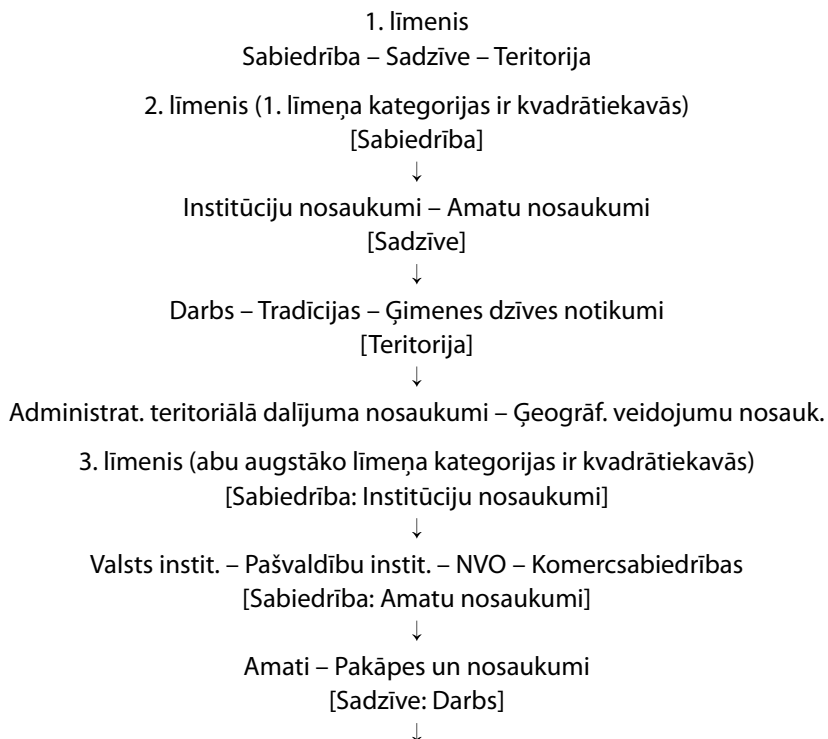 1. līmenis
Sabiedrība – Sadzīve – Teritorija
2. līmenis (1. līmeņa kategorijas ir kvadrātiekavās)
[Sabiedrība]
↓
Institūciju nosaukumi – Amatu nosaukumi
[Sadzīve]
↓
Darbs – Tradīcijas – Ģimenes dzīves notikumi
[Teritorija]
↓
Administrat. teritoriālā dalījuma nosaukumi – Ģeogrāf. veidojumu nosauk.
3. līmenis (abu augstāko līmeņa kategorijas ir kvadrātiekavās)
[Sabiedrība: Institūciju nosaukumi]
↓
Valsts instit. – Pašvaldību instit. – NVO – Komercsabiedrības
[Sabiedrība: Amatu nosaukumi]
↓
Amati – Pakāpes un nosaukumi
[Sadzīve: Darbs]
↓